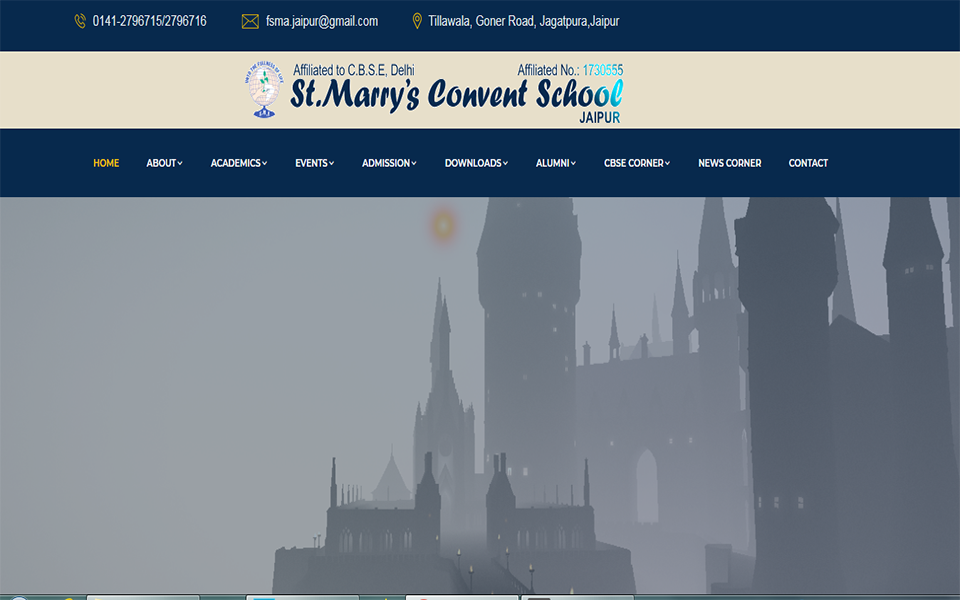 0141-2796715/2796716 fsma.jaipur@gmail.com Tillawala, Goner Road, Jagatpura,Jaipur
Affiliated to C.B.S.E, Delhi Affiliated No.: 1730555
St.Marry's Convent School
JAIPUR
HOME ABOUT ACADEMICS EVENTS ADMISSION DOWNLOADS ALUMNI CBSE CORNER NEWS CORNER CONTACT